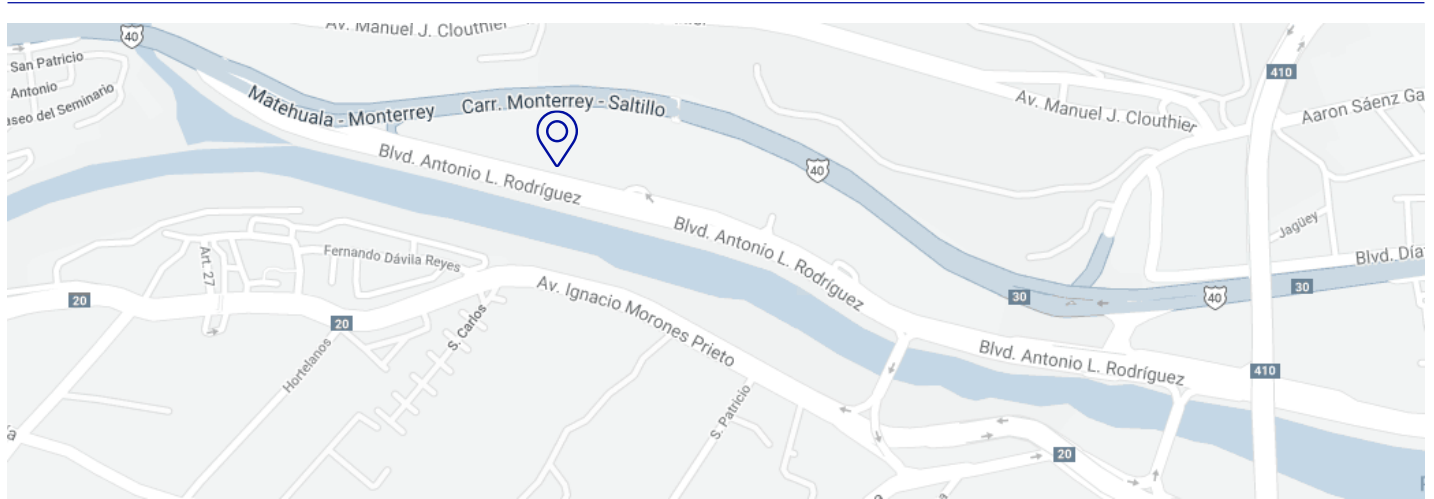 Av. Manuel J. Clouthier
40
San Patricio
Antonio
aseo del Seminario
Matehuala - Monterrey
Carr. Monterrey - Saltillo
410
Av. Manuel J. Clouthier
Aaron Sáenz Ga
Blvd. Antonio L. Rodríguez
40
Blvd. Antonio L. Rodríguez
Jagüey
Art. 27
Fernando Dávila Reyes
Blvd. Día
20
Av. Ignacio Morones Prieto
30
40
30
20
S. Carlos
Hortelanos
Blvd. Antonio L. Rodríguez
410
S. Patricio
20